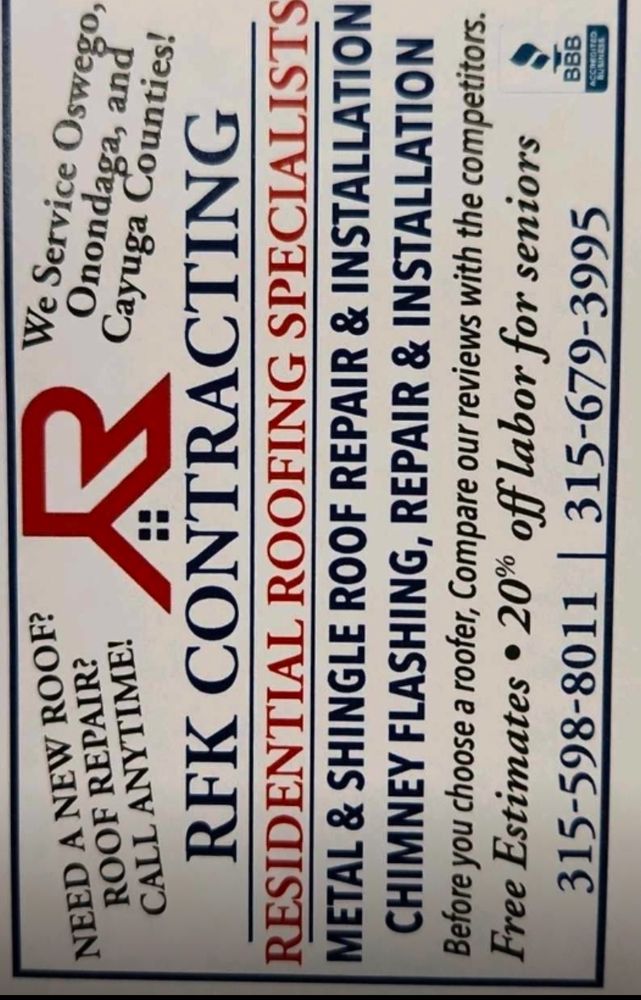 NEED A NEW ROOF?
ROOF REPAIR?
CALL ANYTIME!
We Service Oswego,
Onondaga, and
Cayuga Counties!
RFK CONTRACTING
RESIDENTIAL ROOFING SPECIALISTS
METAL & SHINGLE ROOF REPAIR & INSTALLATION
CHIMNEY FLASHING, REPAIR & INSTALLATION
Before you choose a roofer, Compare our reviews with the competitors.
Free Estimates • 20% off labor for seniors
315-598-8011 | 315-679-3995
BBB
ACCREDITED
BUSINESS